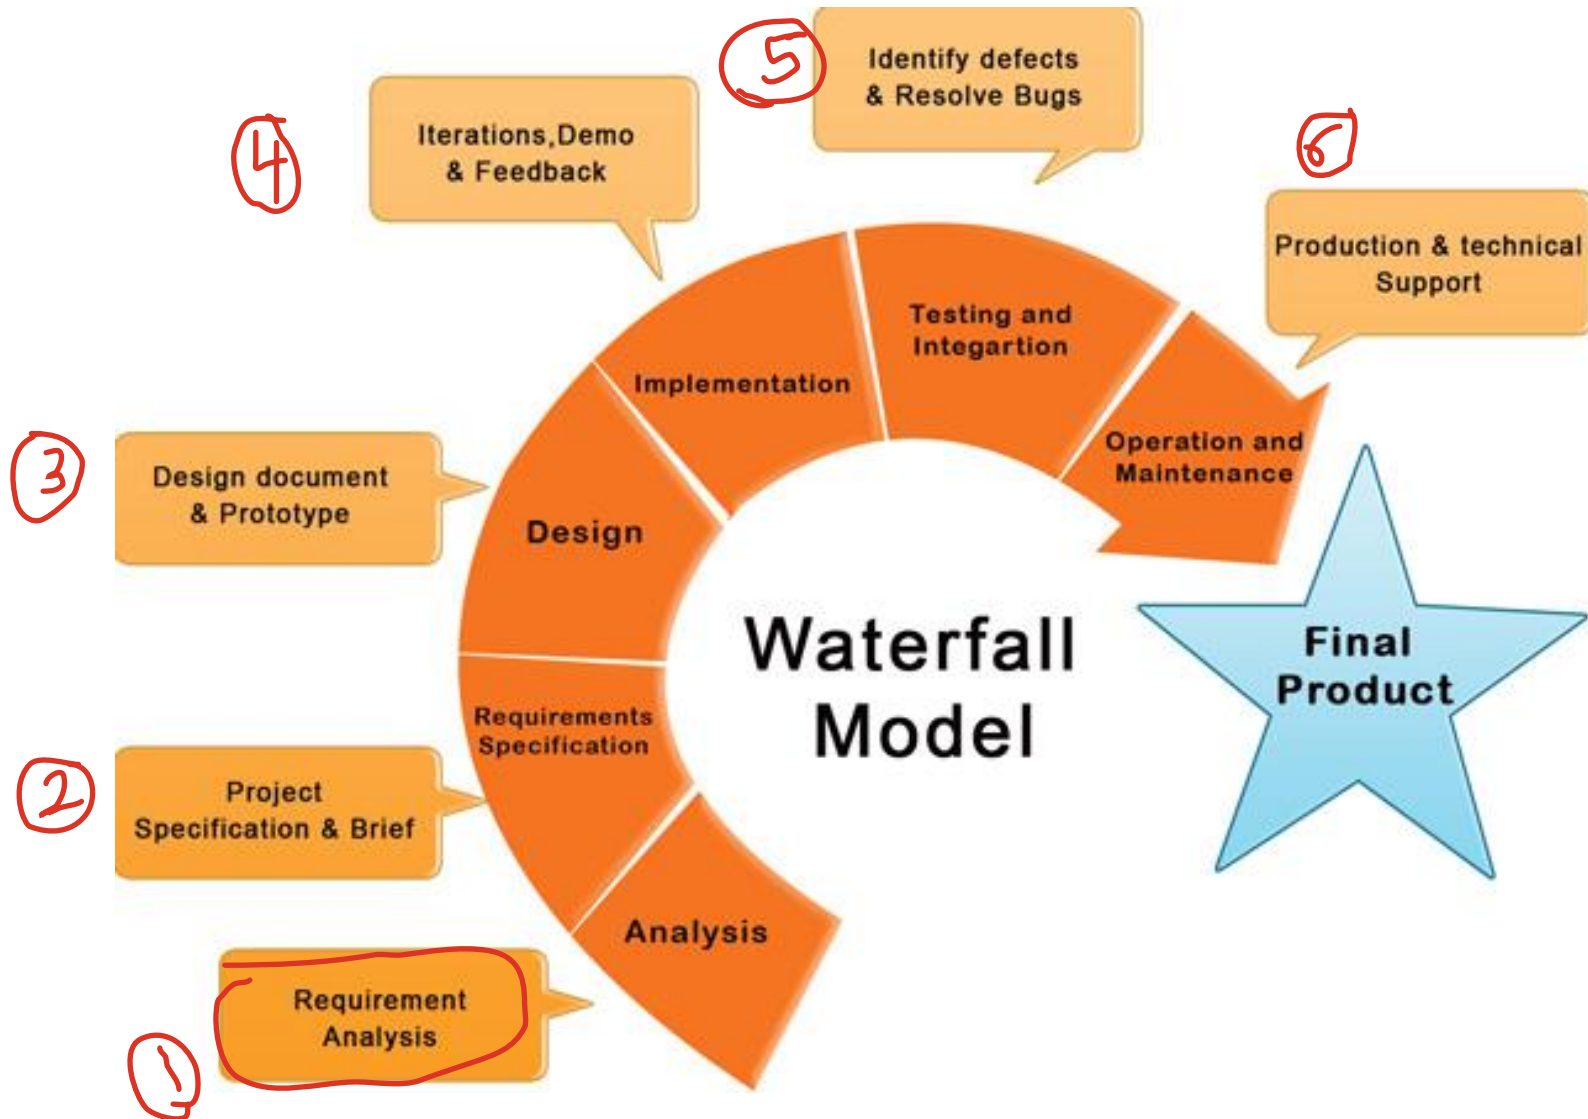 5
Identify defects
& Resolve Bugs
4
Iterations,Demo
& Feedback
6
Production & technical
Support
Testing and
Integartion
Implementation
Operation and
Maintenance
3
Design document
& Prototype
Design
Waterfall
Model
Final
Product
Requirements
Specification
2
Project
Specification & Brief
Analysis
Requirement
Analysis
1